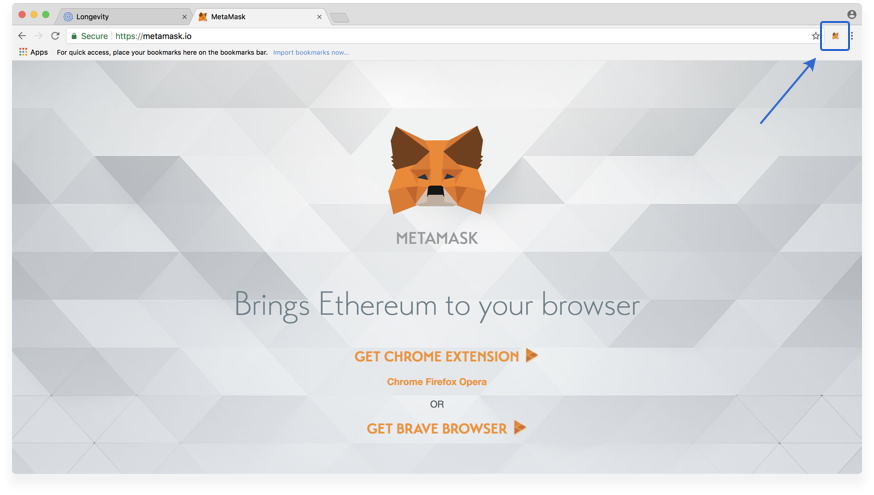 Longevity
MetaMask
Secure
https://metamask.io
Apps
For quick access, place your bookmarks here on the bookmarks bar. Import bookmarks now...
METAMASK
Brings Ethereum to your browser
GET CHROME EXTENSION
Chrome Firefox Opera
OR
GET BRAVE BROWSER